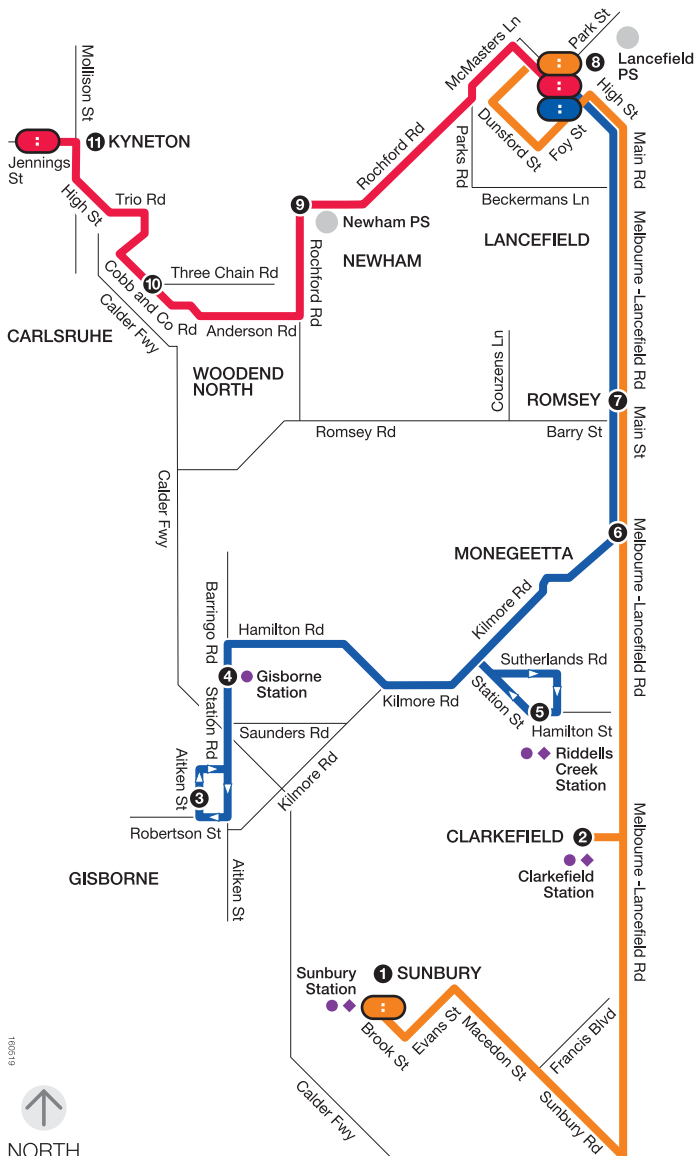 Park St
McMasters Ln
8
Lancefield
PS
High St
Mollison St
Dunsford St
Foy St
Main Rd
11 KYNETON
Jennings
St
Rochford Rd
Parks Rd
High St
Trio Rd
Beckermans Ln
9
Newham PS
LANCEFIELD
NEWHAM
Melbourne-Lancefield Rd
Rochford Rd
10
Three Chain Rd
Cobb and Co
Rd
Anderson Rd
Calder Fwy
CARLSRUHE
WOODEND
NORTH
Couzens Ln
ROMSEY 7
Main St
Romsey Rd
Barry St
Calder Fwy
6
MONEGEETTA
Melbourne -Lancefield Rd
Kilmore Rd
Barringo Rd
Hamilton Rd
Sutherlands Rd
4
Gisborne
Station
Station St
Kilmore Rd
5
Hamilton St
Station Rd
Saunders Rd
Riddells
Creek
Station
Kilmore Rd
Aitken St
3
Robertson St
CLARKEFIELD 2
Melbourne -Lancefield Rd
Clarkefield
Station
GISBORNE
Aitken St
1 SUNBURY
Sunbury
Station
Brook St
Evans St
Macedon St
Francis Blvd
Sunbury Rd
Calder Fwy
160519
NORTH